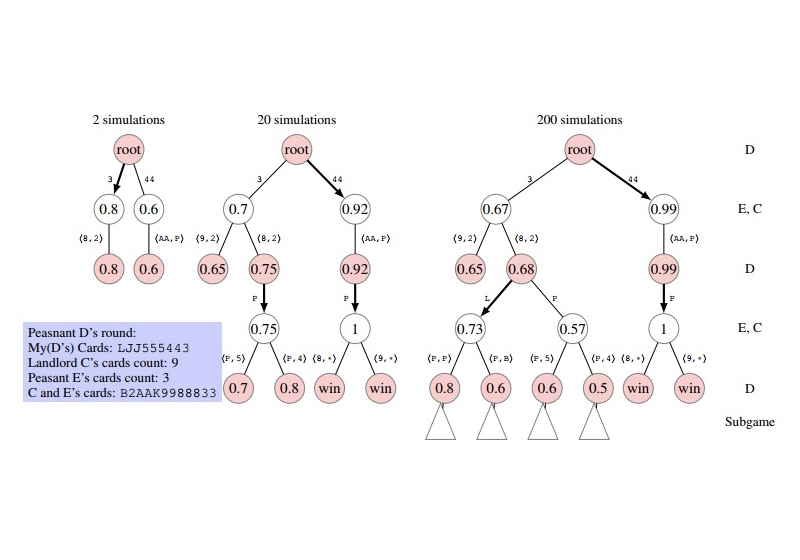 2 simulations 20 simulations 200 simulations
root root root D
3 44 3 44 3 44
0.8 0.6 0.7 0.92 0.67 0.99 E, C
(8,2) (AA,P) (9,2) (8,2) (AA,P) (9,2) (8,2) (AA,P)
0.8 0.6 0.65 0.75 0.92 0.65 0.68 0.99 D
P P L P P
0.75 1 0.73 0.57 1 E, C
Peasnant D's round:
My(D's) Cards: LJJ555443
Landlord C's cards count: 9
Peasant E's cards count: 3
C and E's cards: B2AAK9988833
(P,5) (P,4) (8,*) (9,*) (P,P) (P,B) (P,5) (P,4) (8,*) (9,*)
0.7 0.8 win win 0.8 0.6 0.6 0.5 win win D
Subgame